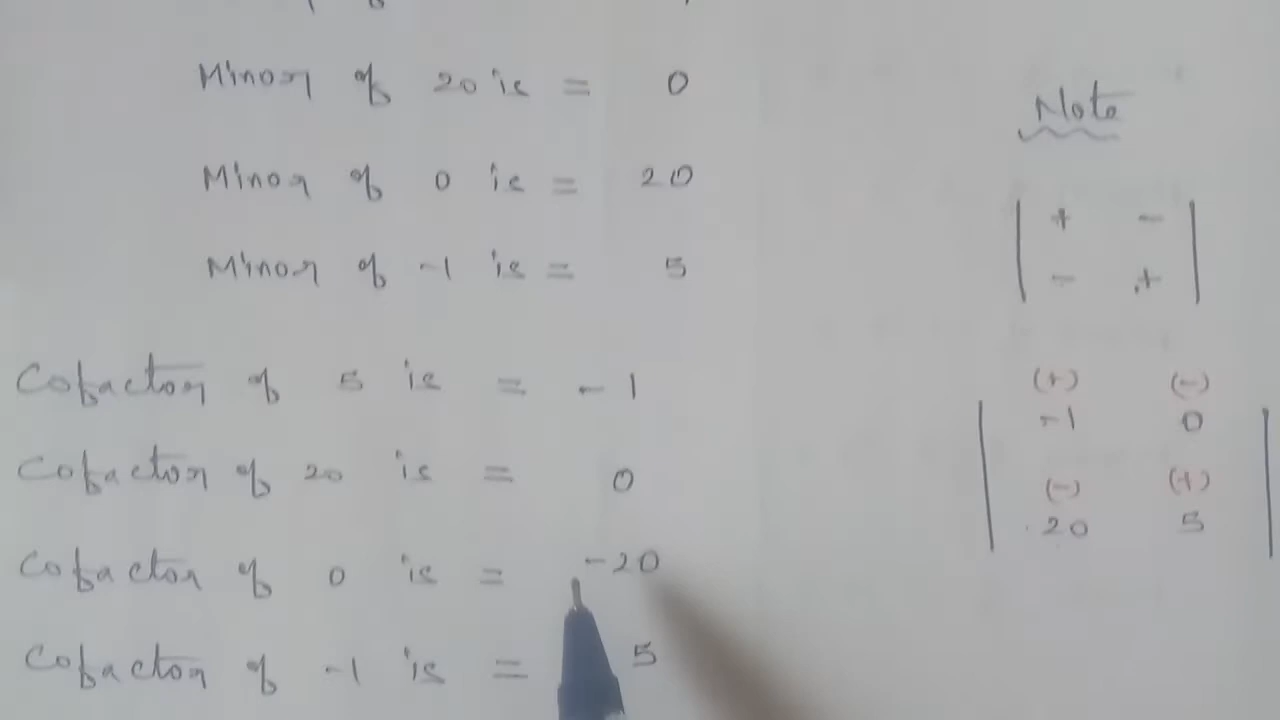 Minor of 20 is = 0
Minor of 0 is = 20
Minor of -1 is = 5
Cofactor of 5 is = -1
Cofactor of 20 is = 0
Cofactor of 0 is = -20
Cofactor of -1 is = 5
Note
+ -
- +
(+) (-)
-1 0
(-) (+)
20 5